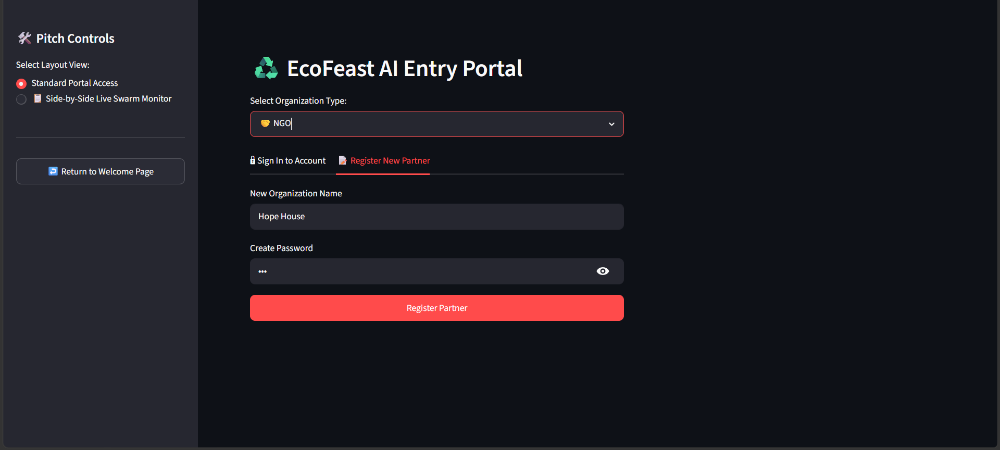 🛠️ Pitch Controls
Select Layout View:
Standard Portal Access
📋 Side-by-Side Live Swarm Monitor
↩️ Return to Welcome Page
♻️ EcoFeast AI Entry Portal
Select Organization Type:
🤝 NGO
🔒 Sign In to Account
📝 Register New Partner
New Organization Name
Hope House
Create Password
•••
Register Partner